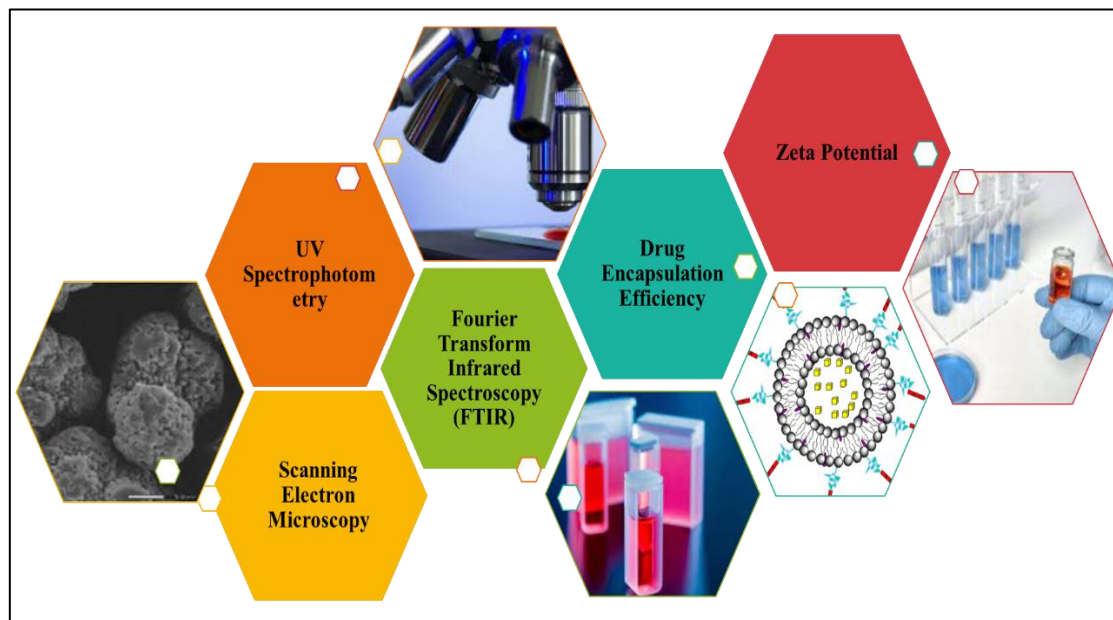 Zeta Potential
UV
Spectrophotom
etry
Drug
Encapsulation
Efficiency
Fourier
Transform
Infrared
Spectroscopy
(FTIR)
Scanning
Electron
Microscopy